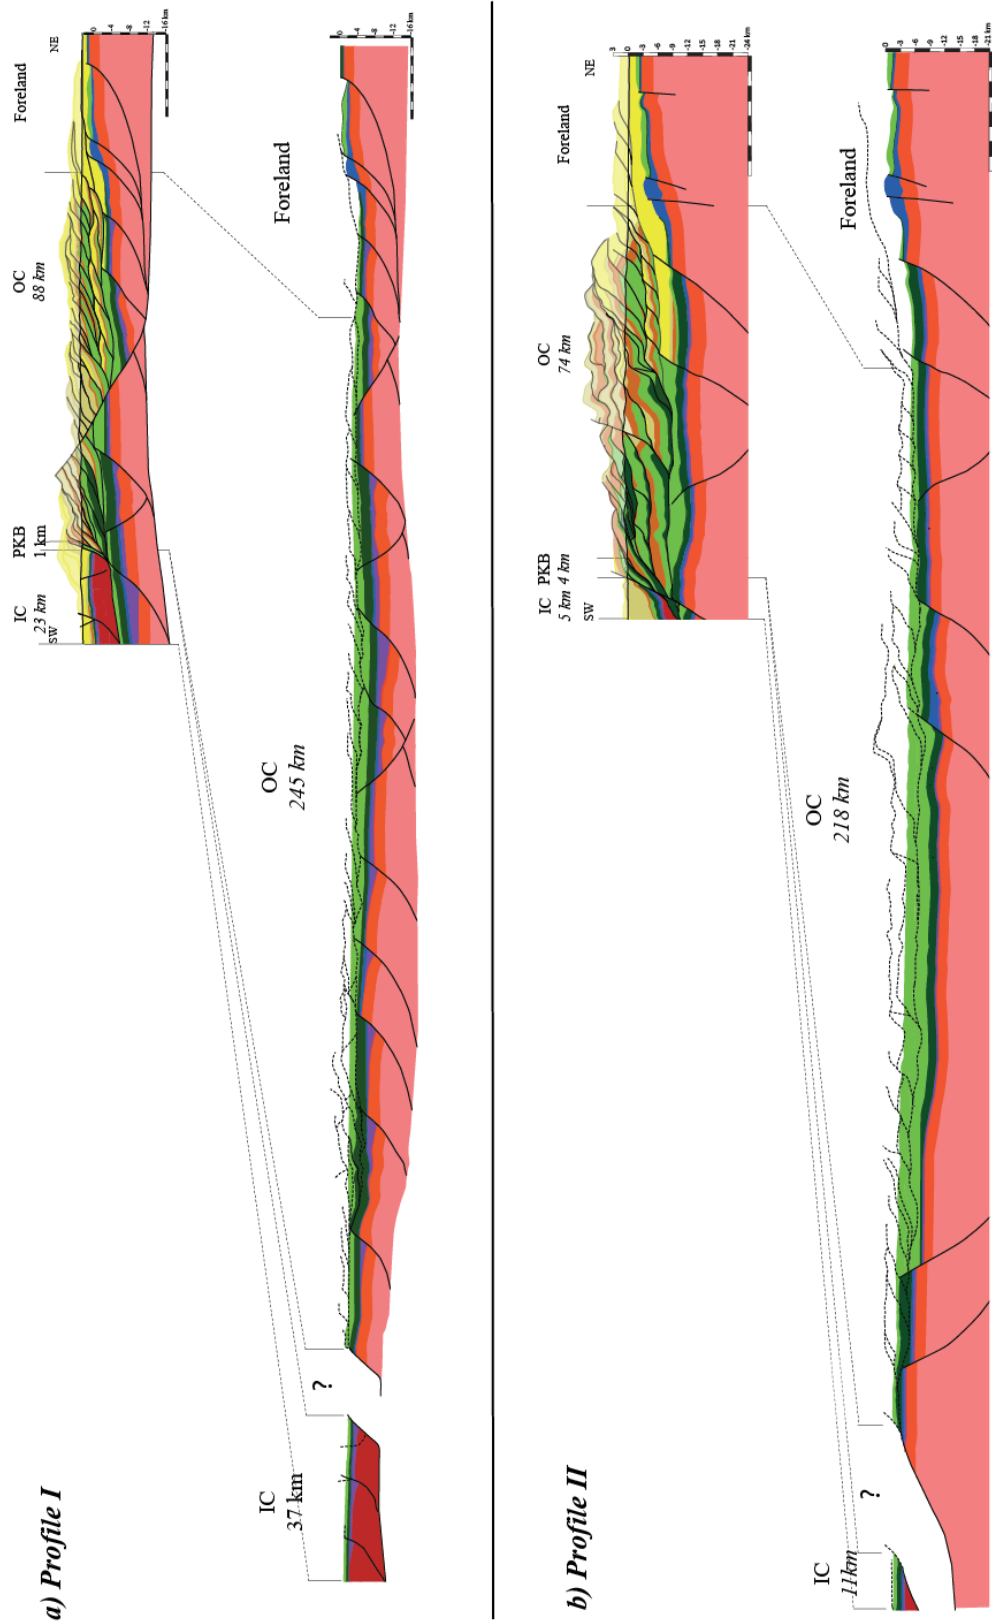 a) Profile I
IC
23 km
PKB
1 km
OC
88 km
Foreland
SW
NE
0
-4
-8
-12
-16 km
IC
37 km
?
OC
245 km
Foreland
0
-4
-8
-12
-16 km
b) Profile II
IC PKB
5 km 4 km
OC
74 km
Foreland
SW
NE
3
0
-3
-6
-9
-12
-15
-18
-21
-24 km
IC
11km
?
OC
218 km
Foreland
0
-3
-6
-9
-12
-15
-18
-21 km